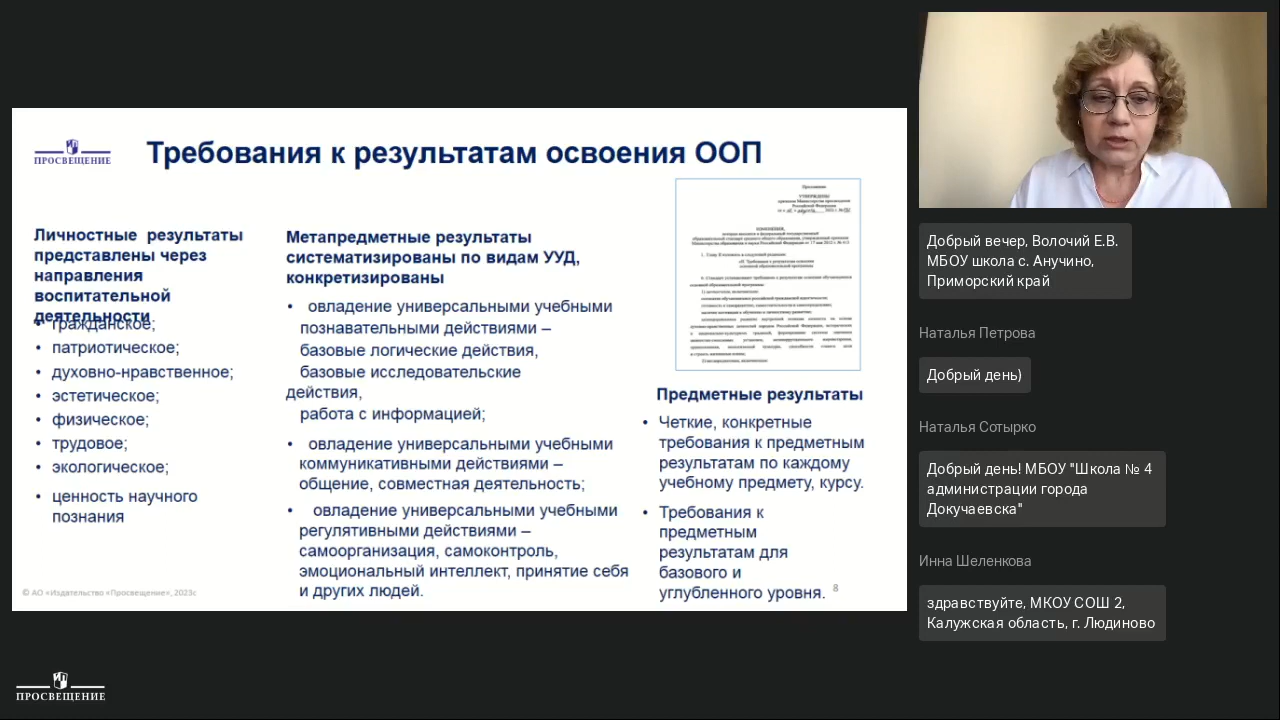 ПРОСВЕЩЕНИЕ
Требования к результатам освоения ООП
Личностные результаты
представлены через
направления
воспитательной
деятельности
• гражданское;
• патриотическое;
• духовно-нравственное;
• эстетическое;
• физическое;
• трудовое;
• экологическое;
• ценность научного
познания
Метапредметные результаты
систематизированы по видам УУД,
конкретизированы
• овладение универсальными учебными
познавательными действиями –
базовые логические действия,
базовые исследовательские
действия,
работа с информацией;
• овладение универсальными учебными
коммуникативными действиями –
общение, совместная деятельность;
• овладение универсальными учебными
регулятивными действиями –
самоорганизация, самоконтроль,
эмоциональный интеллект, принятие себя
и других людей.
Предметные результаты
• Четкие, конкретные
требования к предметным
результатам по каждому
учебному предмету, курсу.
• Требования к
предметным
результатам для
базового и
углубленного уровня.
8
© АО «Издательство «Просвещение», 2023г
ПРОСВЕЩЕНИЕ
Добрый вечер, Волочий Е.В.
МБОУ школа с. Анучино,
Приморский край
Наталья Петрова
Добрый день)
Наталья Сотырко
Добрый день! МБОУ "Школа № 4
администрации города
Докучаевска"
Инна Шеленкова
здравствуйте, МКОУ СОШ 2,
Калужская область, г. Людиново